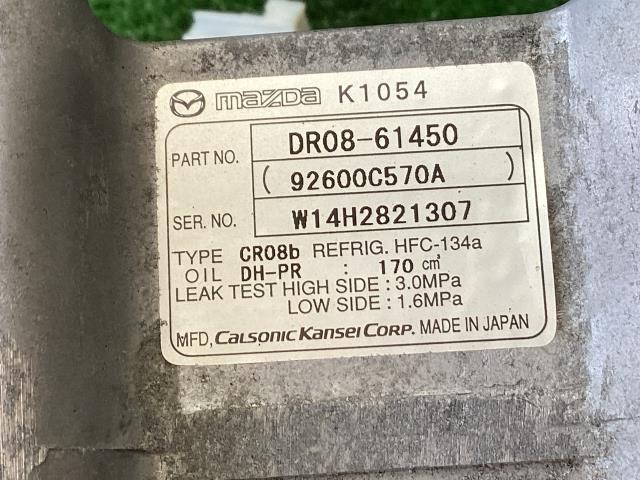 mazda K1054
PART NO. DR08-61450
( 92600C570A )
SER. NO. W14H2821307
TYPE CR08b REFRIG. HFC-134a
OIL DH-PR : 170 cm³
LEAK TEST HIGH SIDE : 3.0MPa
LOW SIDE : 1.6MPa
MFD, CALSONIC KANSEI CORP. MADE IN JAPAN